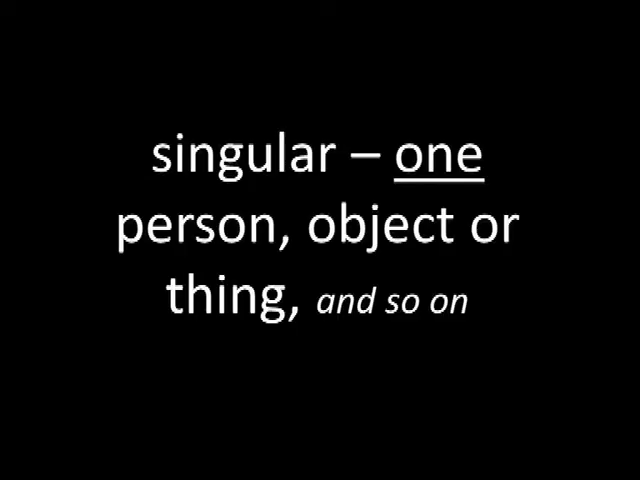 singular – one
person, object or
thing, and so on